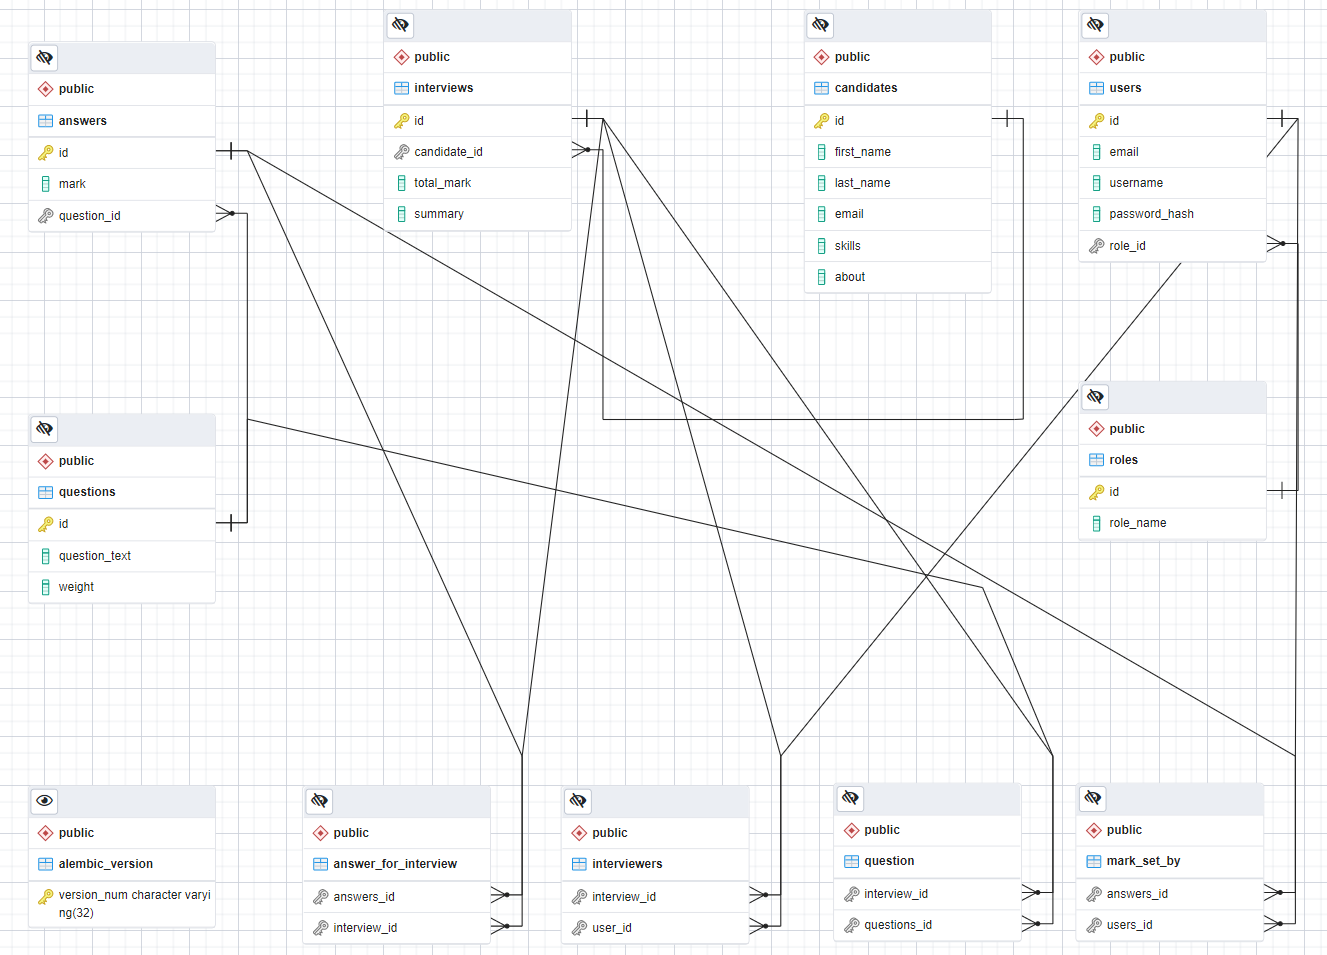 public
answers
id
mark
question_id
public
interviews
id
candidate_id
total_mark
summary
public
candidates
id
first_name
last_name
email
skills
about
public
users
id
email
username
password_hash
role_id
public
questions
id
question_text
weight
public
roles
id
role_name
public
alembic_version
version_num character varyi
ng(32)
public
answer_for_interview
answers_id
interview_id
public
interviewers
interview_id
user_id
public
question
interview_id
questions_id
public
mark_set_by
answers_id
users_id